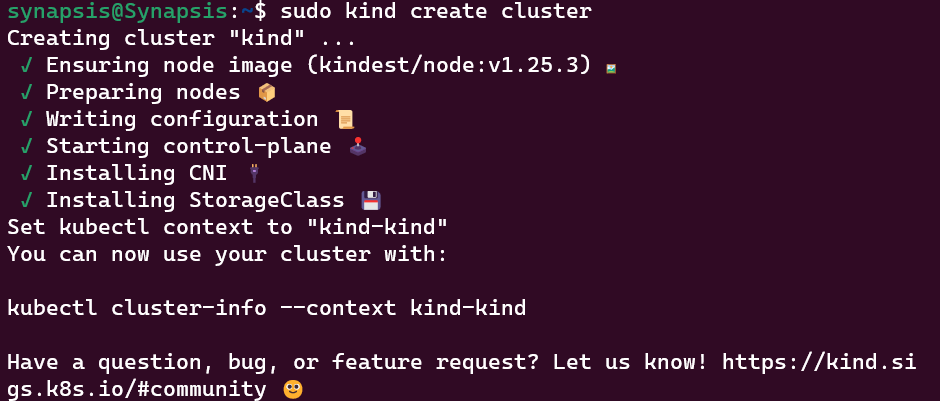 synapsis@Synapsis:~$ sudo kind create cluster
Creating cluster "kind" ...
 ✓ Ensuring node image (kindest/node:v1.25.3) 🖼
 ✓ Preparing nodes 📦
 ✓ Writing configuration 📜
 ✓ Starting control-plane 🕹️
 ✓ Installing CNI 🔌
 ✓ Installing StorageClass 💾
Set kubectl context to "kind-kind"
You can now use your cluster with:

kubectl cluster-info --context kind-kind

Have a question, bug, or feature request? Let us know! https://kind.si
gs.k8s.io/#community 🙂